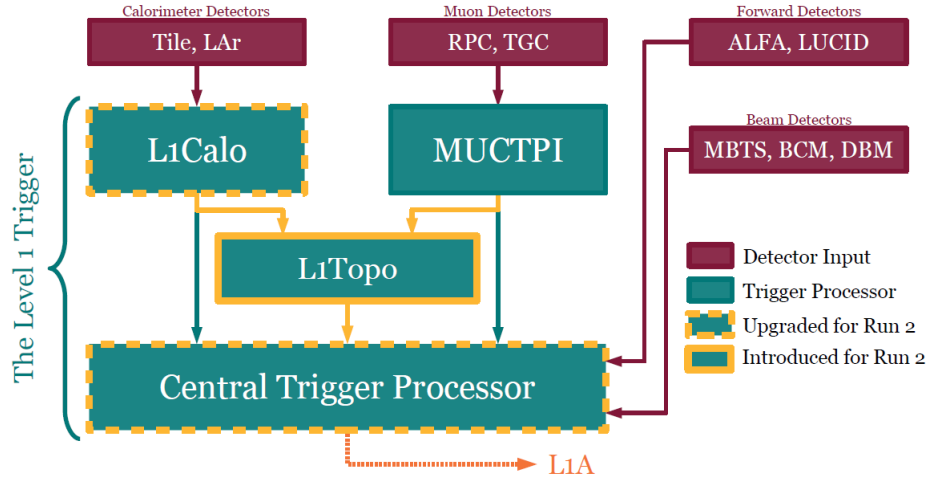 Calorimeter Detectors
Muon Detectors
Forward Detectors
Tile, LAr
RPC, TGC
ALFA, LUCID
Beam Detectors
MBTS, BCM, DBM
The Level 1 Trigger
L1Calo
MUCTPI
L1Topo
Central Trigger Processor
L1A
Detector Input
Trigger Processor
Upgraded for Run 2
Introduced for Run 2